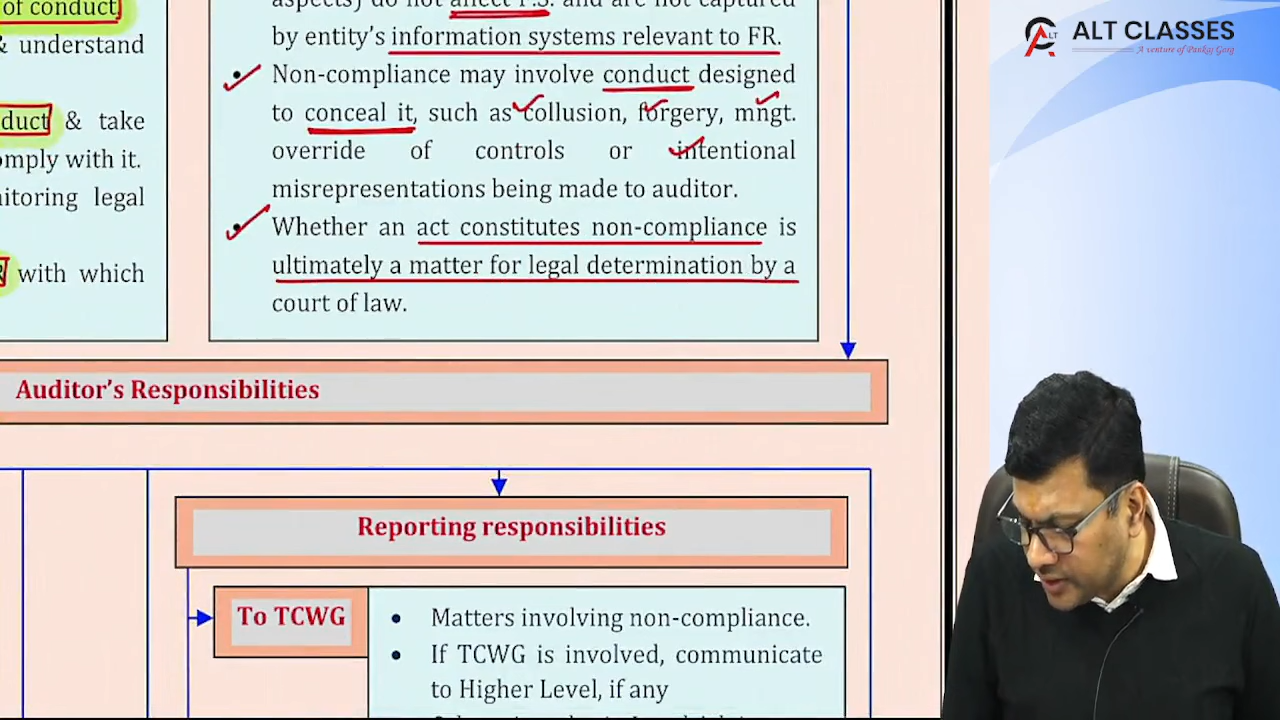 of conduct
& understand
duct & take
omply with it.
nitoring legal
with which
aspects) do not affect F.S. and are not captured
by entity's information systems relevant to FR.
• Non-compliance may involve conduct designed
to conceal it, such as collusion, forgery, mngt.
override of controls or intentional
misrepresentations being made to auditor.
• Whether an act constitutes non-compliance is
ultimately a matter for legal determination by a
court of law.
Auditor's Responsibilities
Reporting responsibilities
To TCWG
• Matters involving non-compliance.
• If TCWG is involved, communicate
to Higher Level, if any
ALT
ALT CLASSES
A venture of Pankaj Garg